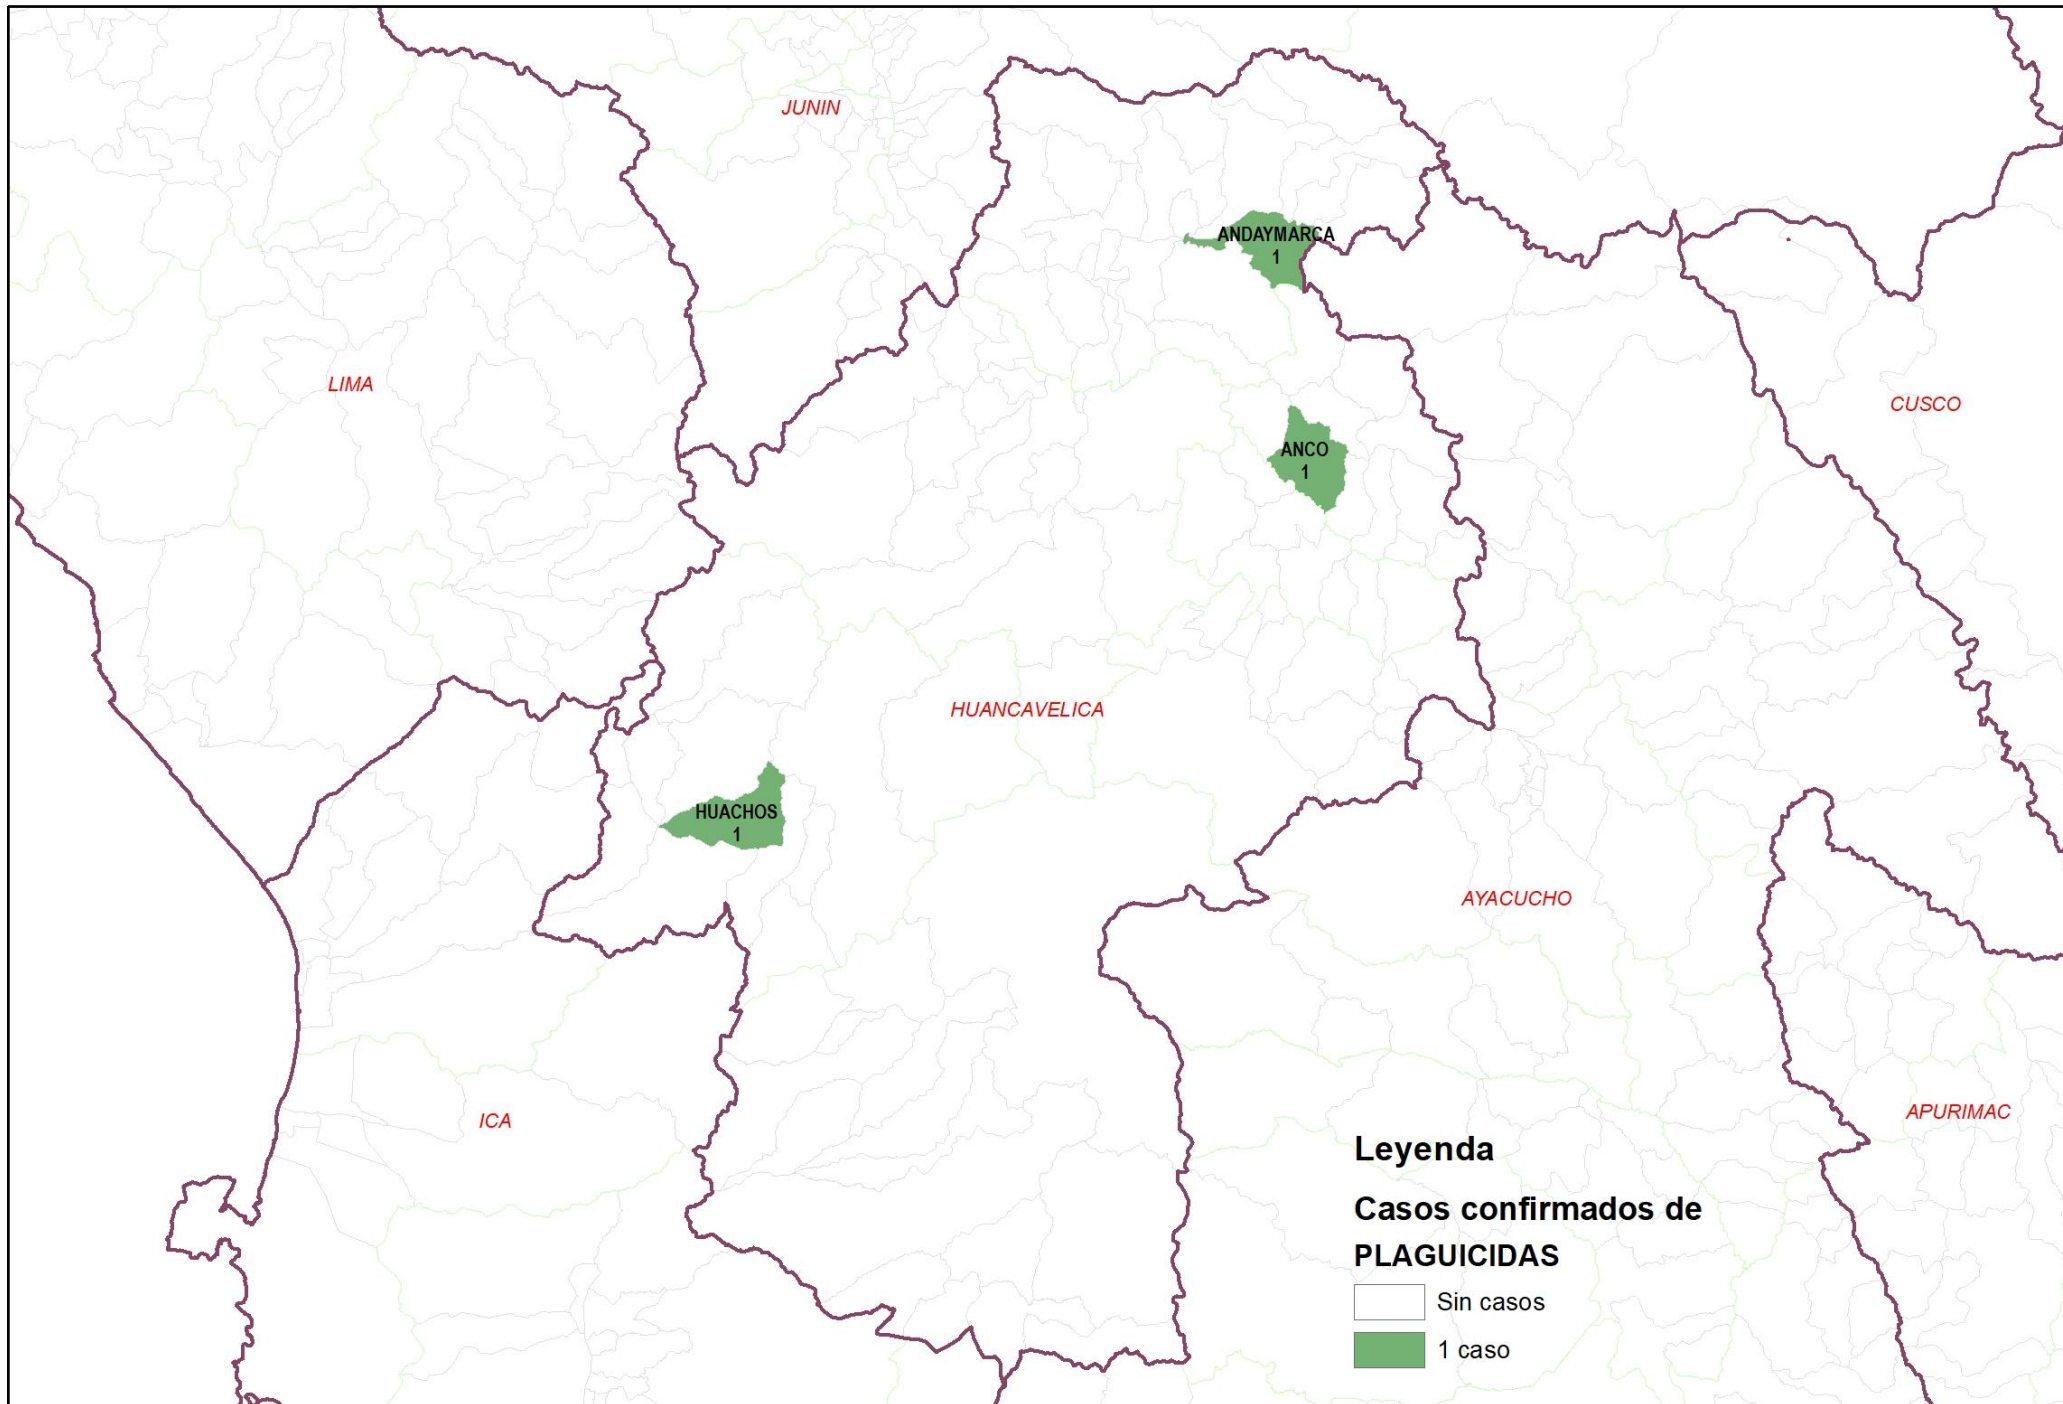 JUNIN
ANDAYMARCA
1
LIMA
CUSCO
ANCO
1
HUANCAVELICA
HUACHOS
1
AYACUCHO
ICA
APURIMAC
Leyenda
Casos confirmados de
PLAGUICIDAS
Sin casos
1 caso